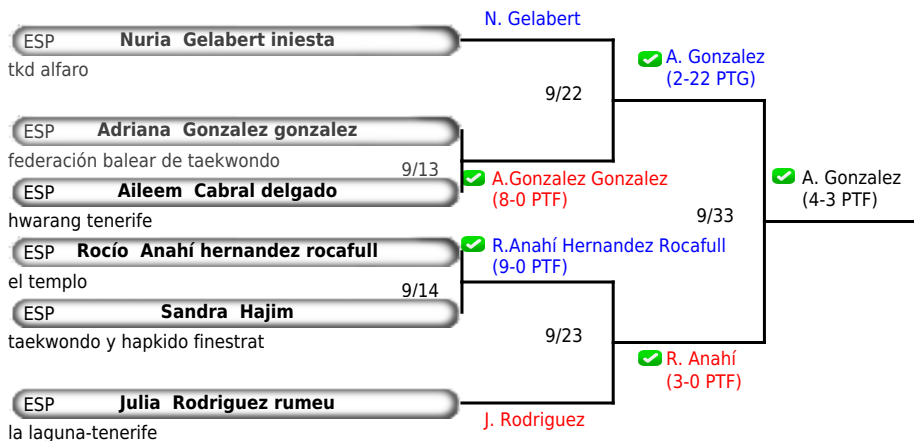 N. Gelabert
ESP Nuria Gelabert iniesta
tkd alfaro
A. Gonzalez
(2-22 PTG)
9/22
ESP Adriana Gonzalez gonzalez
federación balear de taekwondo
9/13
ESP Aileem Cabral delgado
hwarang tenerife
A.Gonzalez Gonzalez
(8-0 PTF)
A. Gonzalez
(4-3 PTF)
9/33
ESP Rocío Anahí hernandez rocafull
el templo
R.Anahí Hernandez Rocafull
(9-0 PTF)
9/14
ESP Sandra Hajim
taekwondo y hapkido finestrat
9/23
R. Anahí
(3-0 PTF)
ESP Julia Rodriguez rumeu
la laguna-tenerife
J. Rodriguez